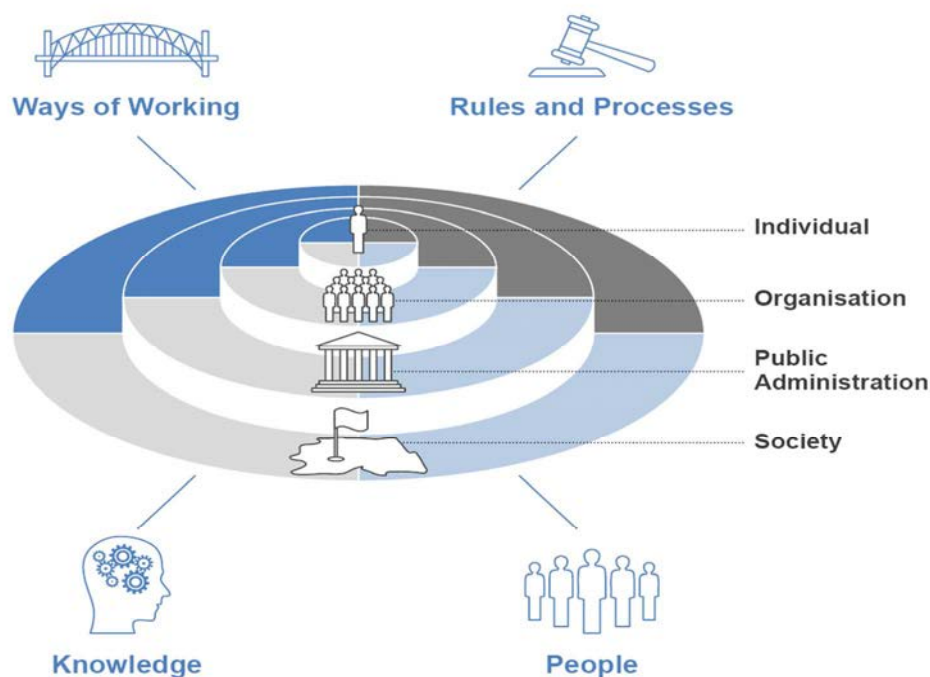 Ways of Working
Rules and Processes
Individual
Organisation
Public
Administration
Society
Knowledge
People